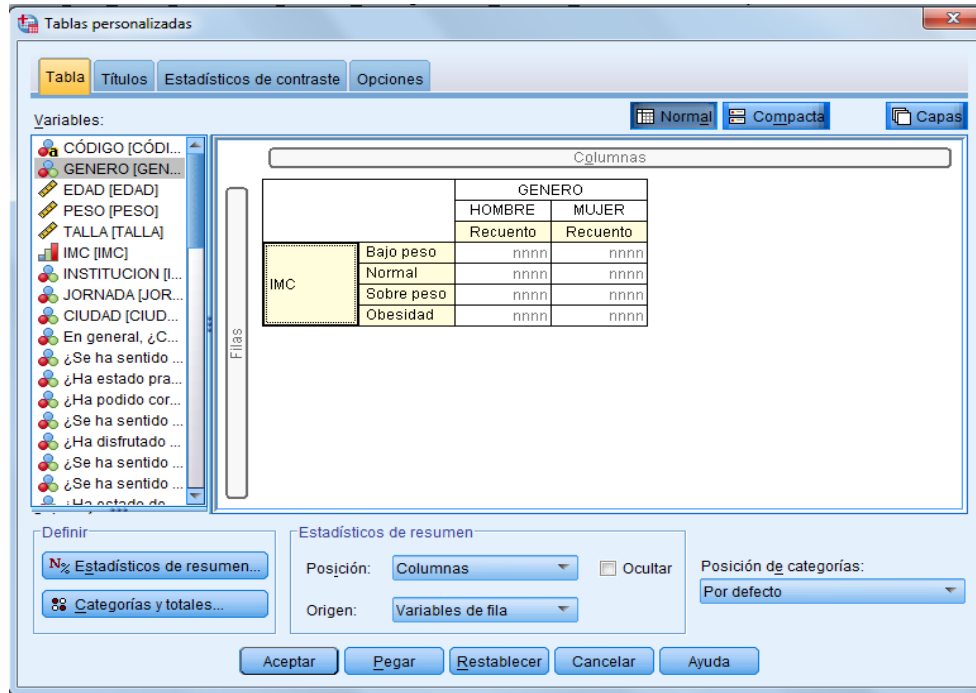 Tablas personalizadas
Tabla Títulos Estadísticos de contraste Opciones
Variables:
Normal Compacta Capas
CÓDIGO [CÓDI...
GENERO [GEN...
EDAD [EDAD]
PESO [PESO]
TALLA [TALLA]
IMC [IMC]
INSTITUCION [I...
JORNADA [JOR...
CIUDAD [CIUD...
En general, ¿C...
¿Se ha sentido ...
¿Ha estado pra...
¿Ha podido cor...
¿Se ha sentido ...
¿Ha disfrutado ...
¿Se ha sentido ...
¿Se ha sentido ...
¿Ha estado de
Columnas
Filas
GENERO
HOMBRE MUJER
Recuento Recuento
IMC
Bajo peso nnnn nnnn
Normal nnnn nnnn
Sobre peso nnnn nnnn
Obesidad nnnn nnnn
Definir
N% Estadísticos de resumen...
Categorías y totales...
Estadísticos de resumen
Posición: Columnas Ocultar
Origen: Variables de fila
Posición de categorías:
Por defecto
Aceptar Pegar Restablecer Cancelar Ayuda